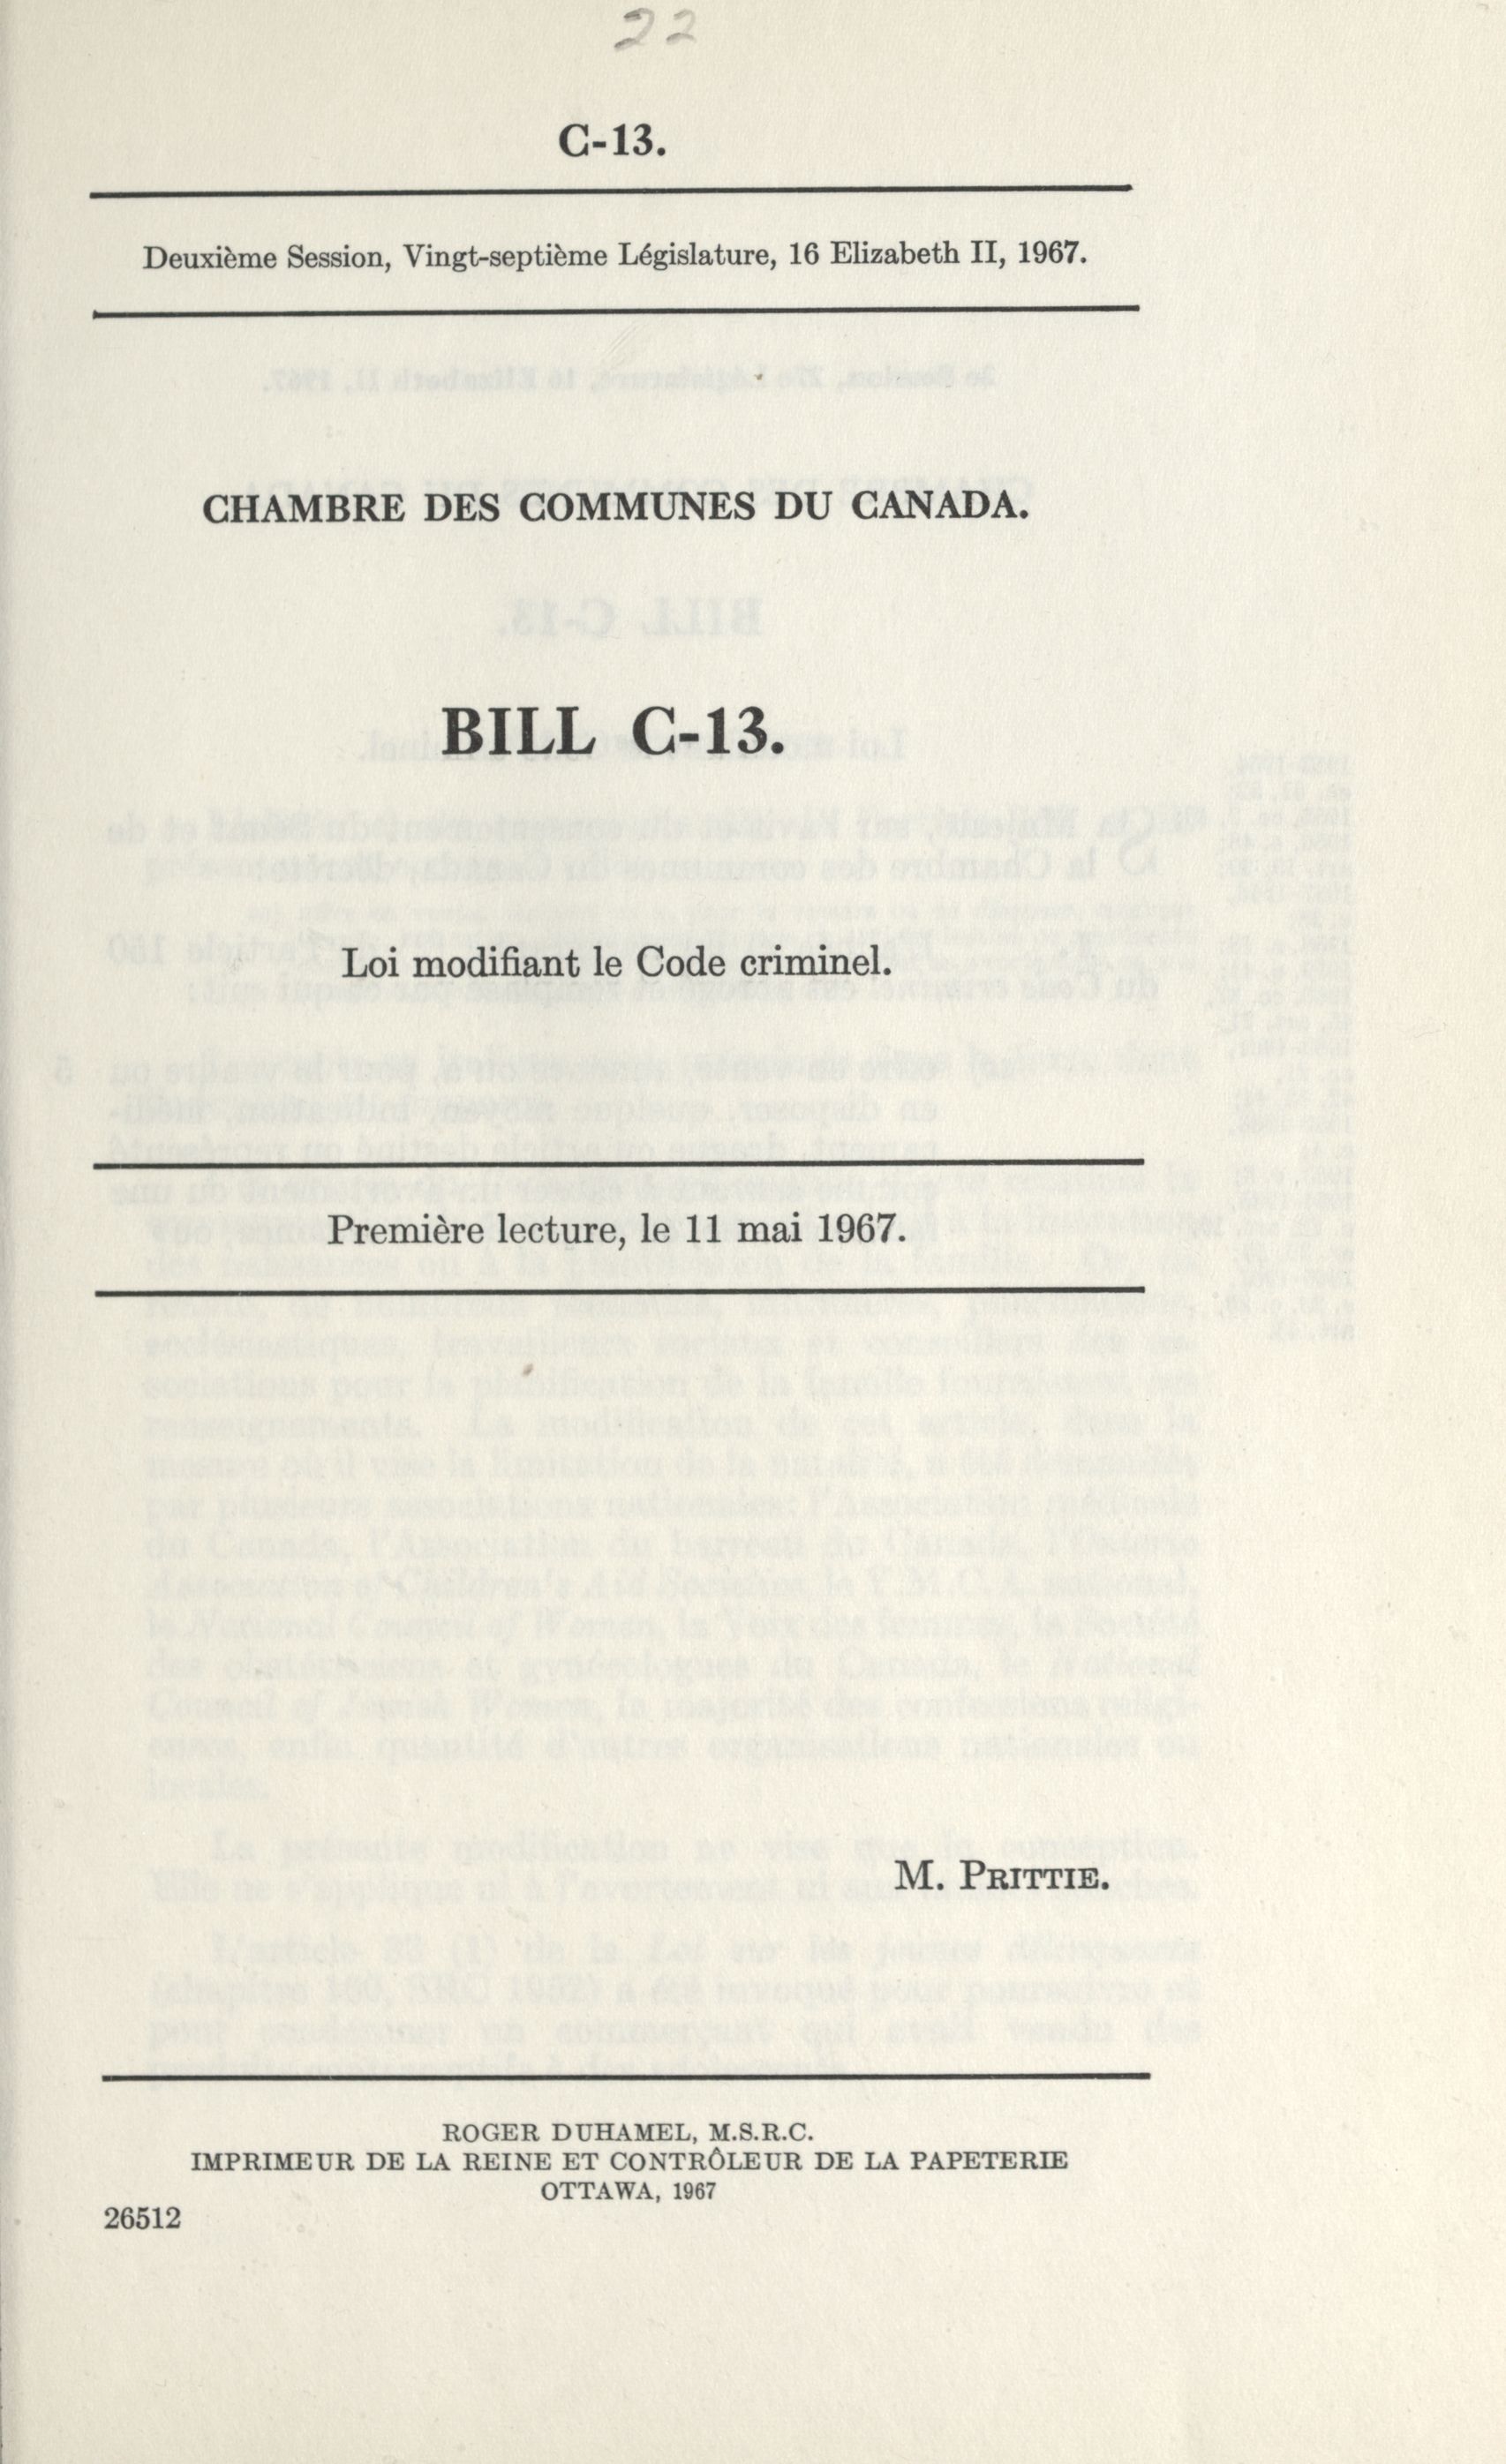 22
C-13.
Deuxième Session, Vingt-septième Législature, 16 Elizabeth II, 1967.
CHAMBRE DES COMMUNES DU CANADA.
BILL C-13.
Loi modifiant le Code criminel.
Première lecture, le 11 mai 1967.
M. PRITTIE.
ROGER DUHAMEL, M.S.R.C.
IMPRIMEUR DE LA REINE ET CONTRÔLEUR DE LA PAPETERIE
OTTAWA, 1967
26512